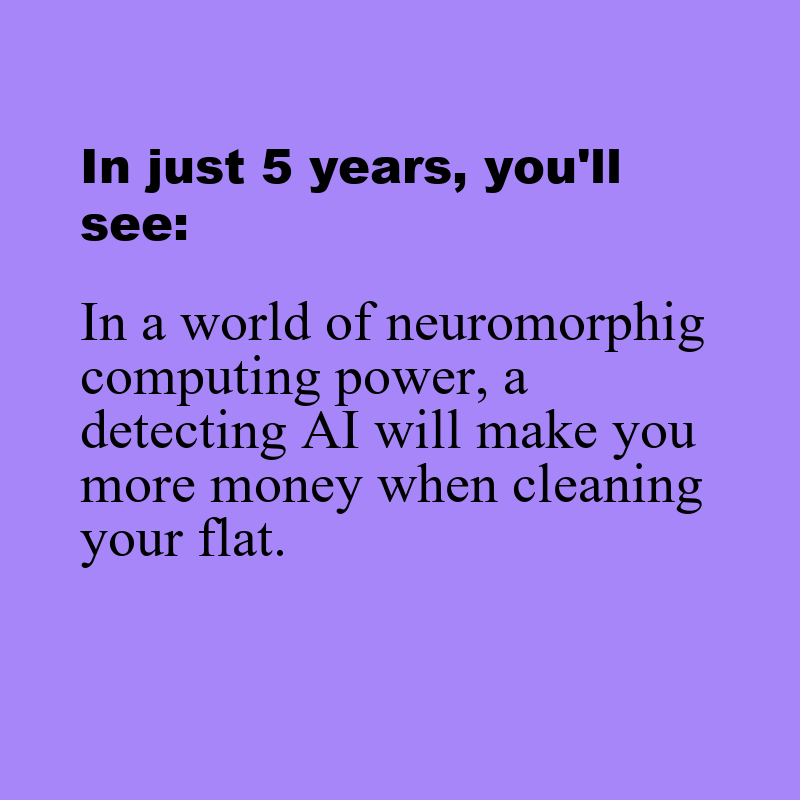 In just 5 years, you'll
see:
In a world of neuromorphig
computing power, a
detecting AI will make you
more money when cleaning
your flat.